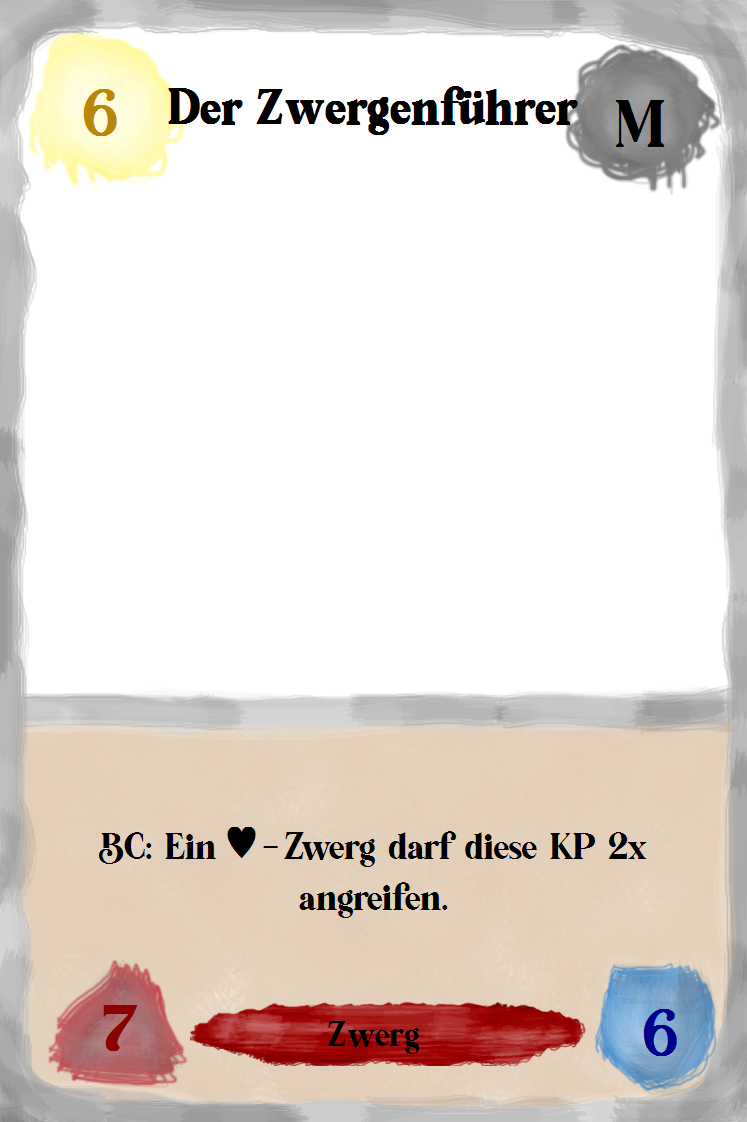 6 Der Zwergenführer M
BC: Ein ♥-Zwerg darf diese KP 2x
angreifen.
7 Zwerg 6